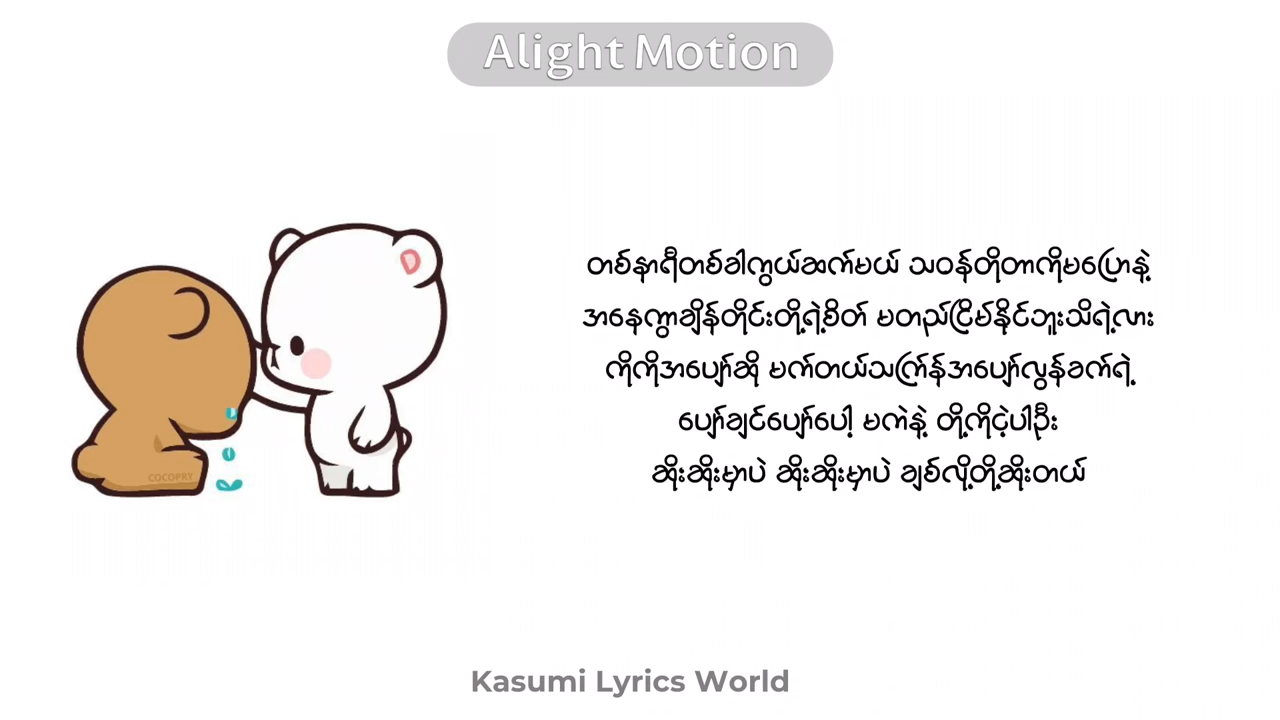 Alight Motion
တစ်နာရီတစ်ခါကွယ်ဆက်မယ် သဝန်တိုတာကိုမပြောနဲ့
အနေကွာချိန်တိုင်းတို့ရဲ့စိတ် မတည်ငြိမ်နိုင်ဘူးသိရဲ့လား
ကိုကိုအပျော်ဆို မက်တယ်သင်္ကြန်အပျော်လွန်ခက်ရဲ့
ပျော်ချင်ပျော်ပေါ့ မကဲနဲ့ တို့ကိုငဲ့ပါဦး
ဆိုးဆိုးမှာပဲ ဆိုးဆိုးမှာပဲ ချစ်လို့တို့ဆိုးတယ်
COCOPRY
Kasumi Lyrics World